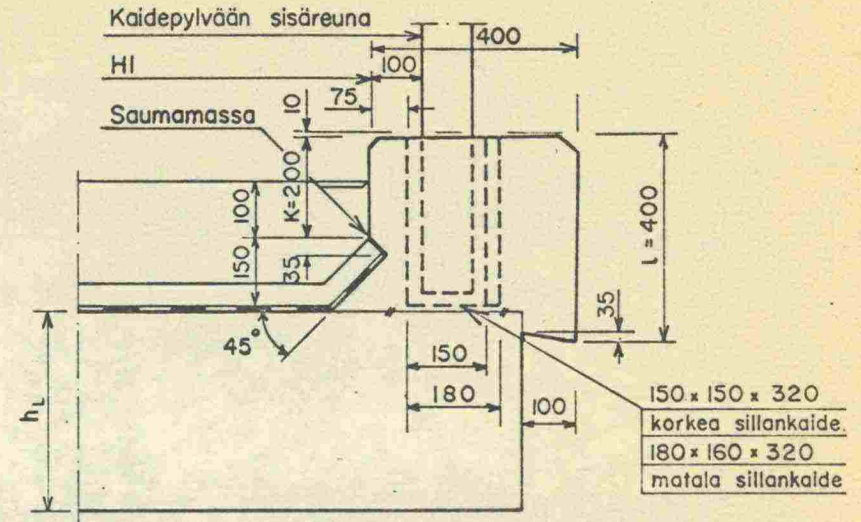 Kaidepylvään sisäreuna
400
HI
100
75
10
Saumamassa
K=200
100
150
35
l = 400
35
45°
150
180
100
hL
150 x 150 x 320
korkea sillankaide.
180 x 160 x 320
matala sillankaide